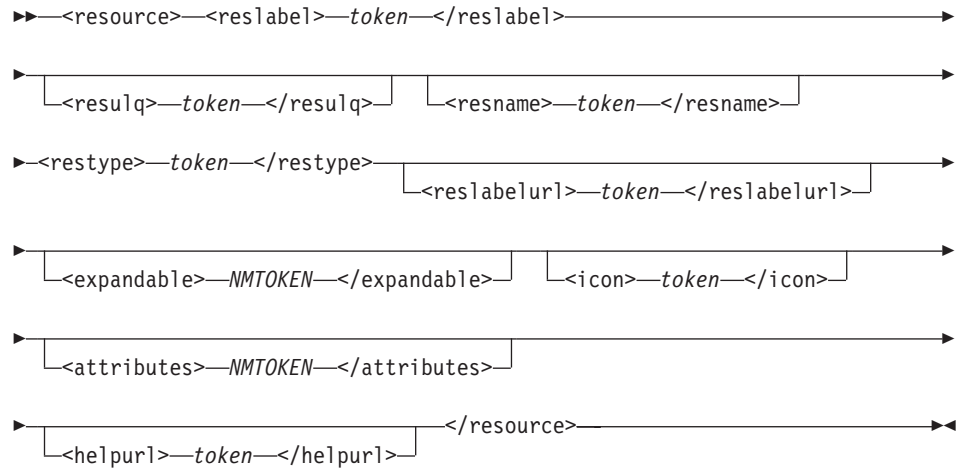 <resource> <reslabel> token </reslabel>
<resulq> token </resulq> <resname> token </resname>
<restype> token </restype>
<reslabelurl> token </reslabelurl>
<expandable> NMTOKEN </expandable> <icon> token </icon>
<attributes> NMTOKEN </attributes>
</resource>
<helpurl> token </helpurl>